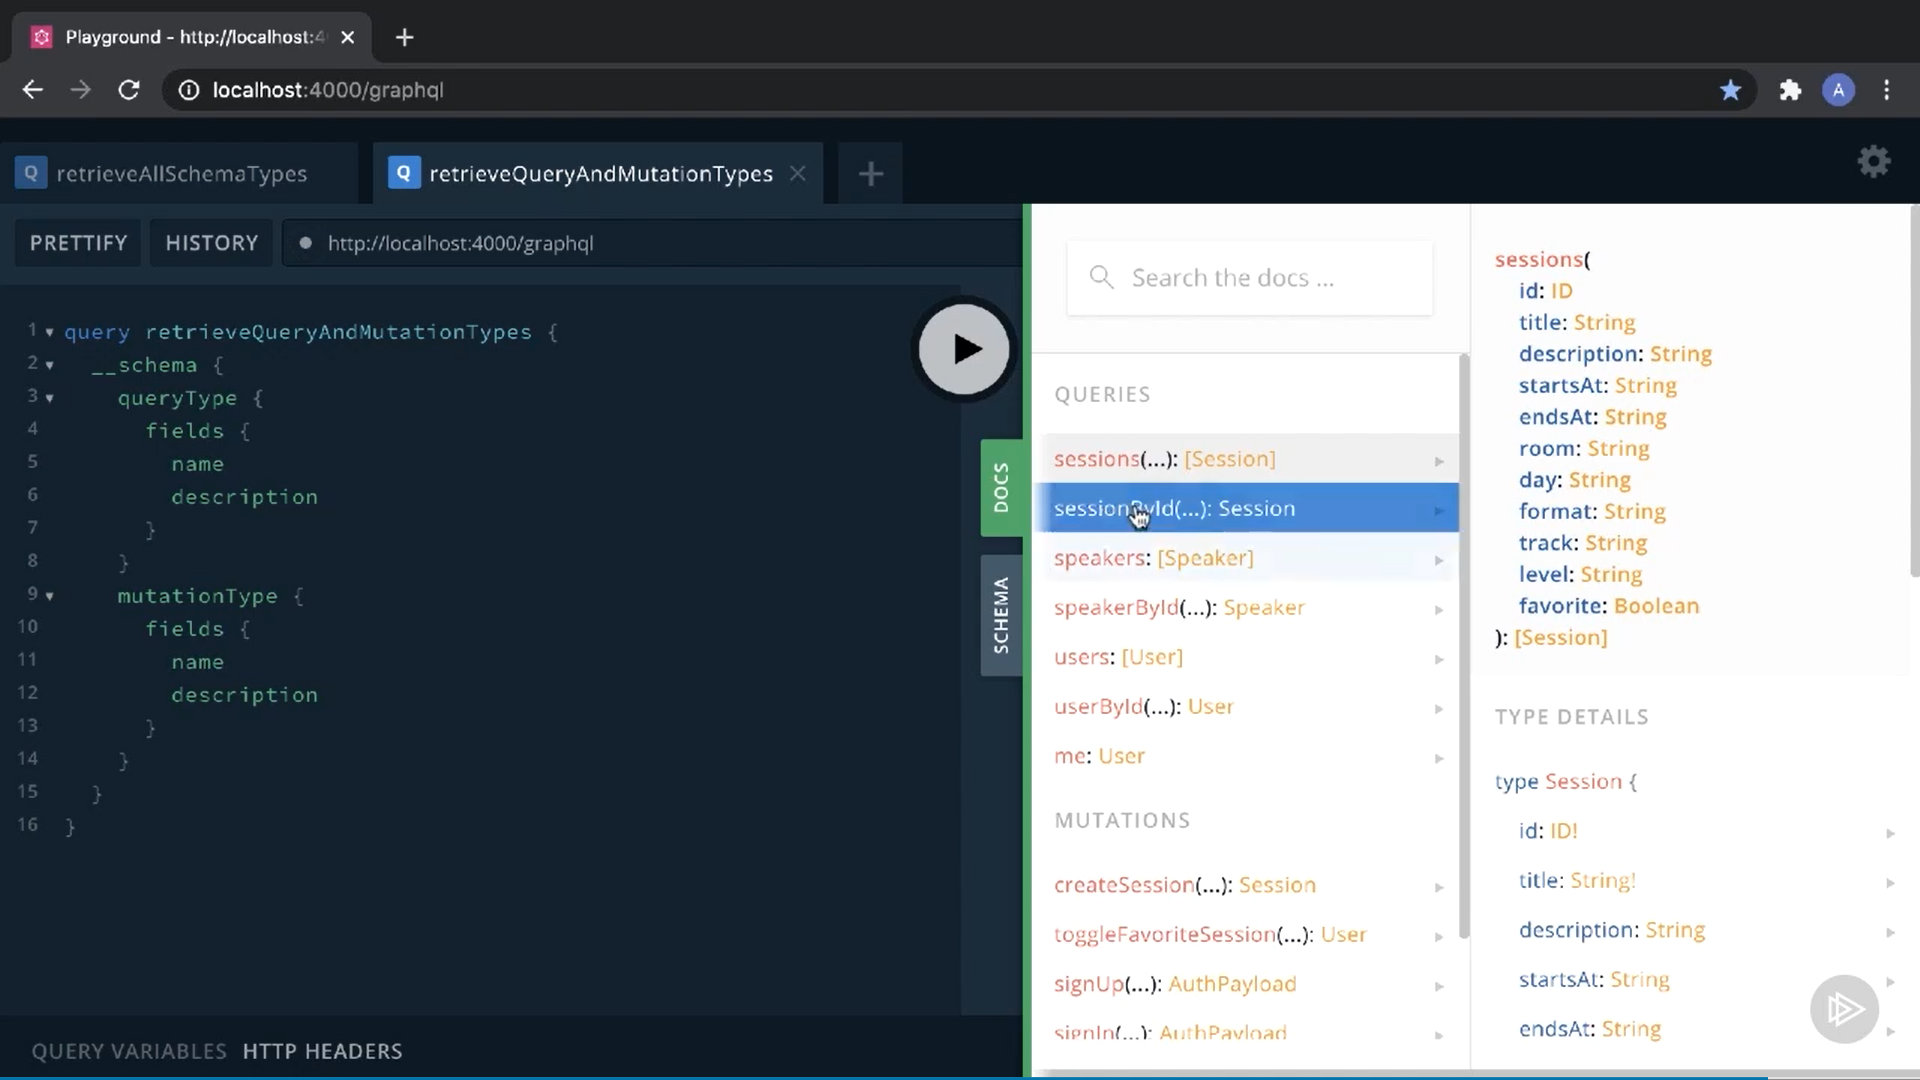 Playground - http://localhost:4
localhost:4000/graphql
A
Q retrieveAllSchemaTypes
Q retrieveQueryAndMutationTypes
PRETTIFY
HISTORY
http://localhost:4000/graphql
1 query retrieveQueryAndMutationTypes {
2 __schema {
3 queryType {
4 fields {
5 name
6 description
7 }
8 }
9 mutationType {
10 fields {
11 name
12 description
13 }
14 }
15 }
16 }
QUERY VARIABLES HTTP HEADERS
DOCS
SCHEMA
Search the docs ...
QUERIES
sessions(...): [Session]
sessionById(...): Session
speakers: [Speaker]
speakerById(...): Speaker
users: [User]
userById(...): User
me: User
MUTATIONS
createSession(...): Session
toggleFavoriteSession(...): User
signUp(...): AuthPayload
signIn(...): AuthPayload
sessions(
id: ID
title: String
description: String
startsAt: String
endsAt: String
room: String
day: String
format: String
track: String
level: String
favorite: Boolean
): [Session]
TYPE DETAILS
type Session {
id: ID!
title: String!
description: String
startsAt: String
endsAt: String